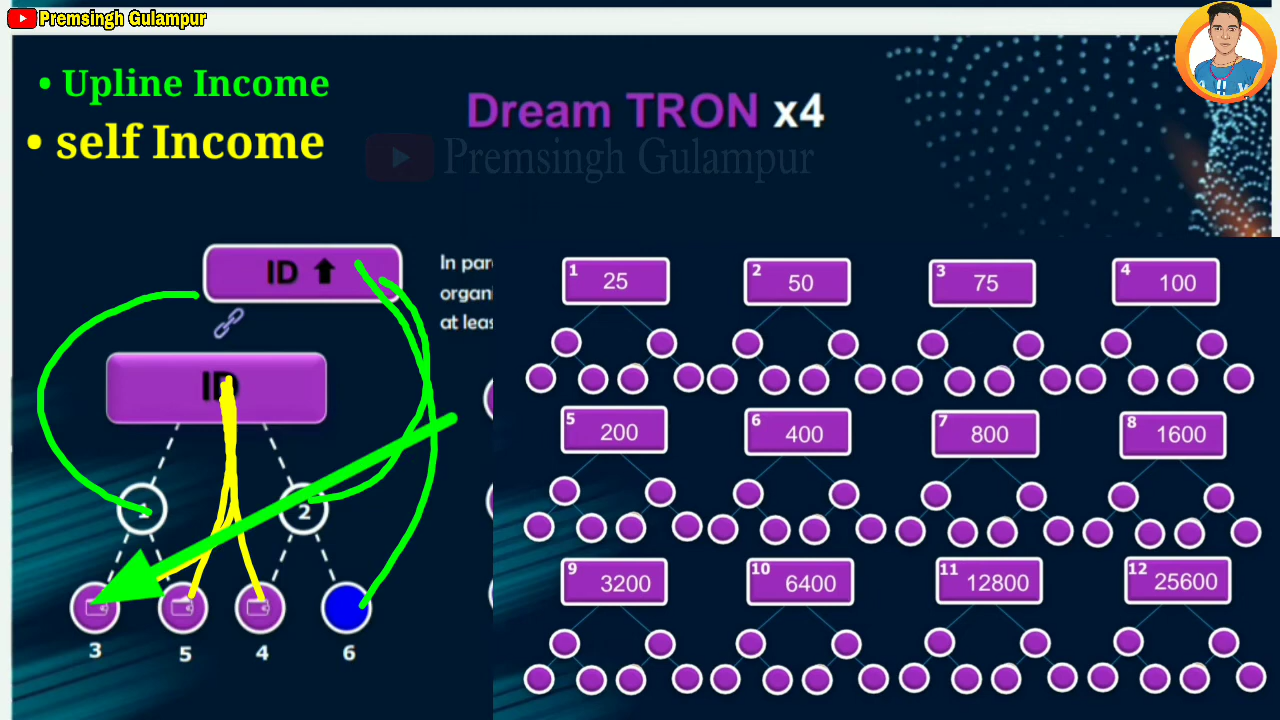 Premsingh Gulampur
• Upline Income
• self Income
Dream TRON x4
Premsingh Gulampur
ID
In par
organi
at leas
ID
1
2
3
5
4
6
1 25
2 50
3 75
4 100
5 200
6 400
7 800
8 1600
9 3200
10 6400
11 12800
12 25600